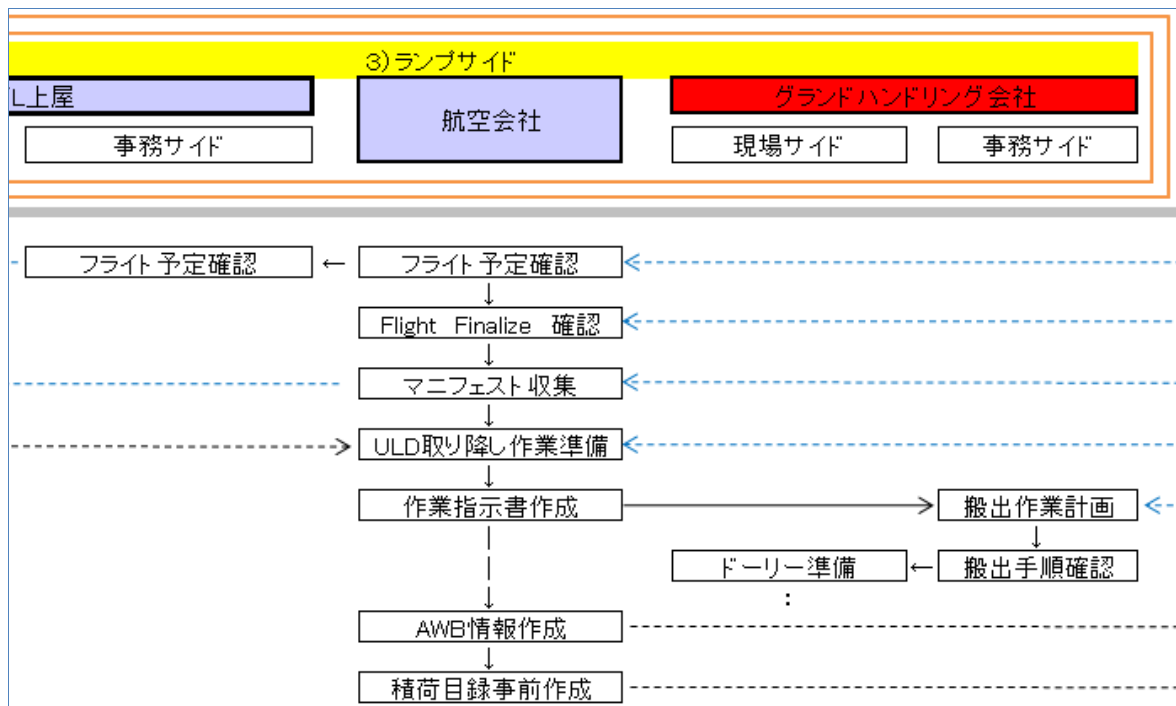 3)ランプサイド
L上屋
航空会社
グランドハンドリング会社
事務サイド
現場サイド
事務サイド
フライト予定確認
←
フライト予定確認
↓
Flight Finalize 確認
↓
マニフェスト収集
↓
ULD取り降し作業準備
↓
作業指示書作成
搬出作業計画
↓
ドーリー準備
←
搬出手順確認
:
↓
AWB情報作成
↓
積荷目録事前作成